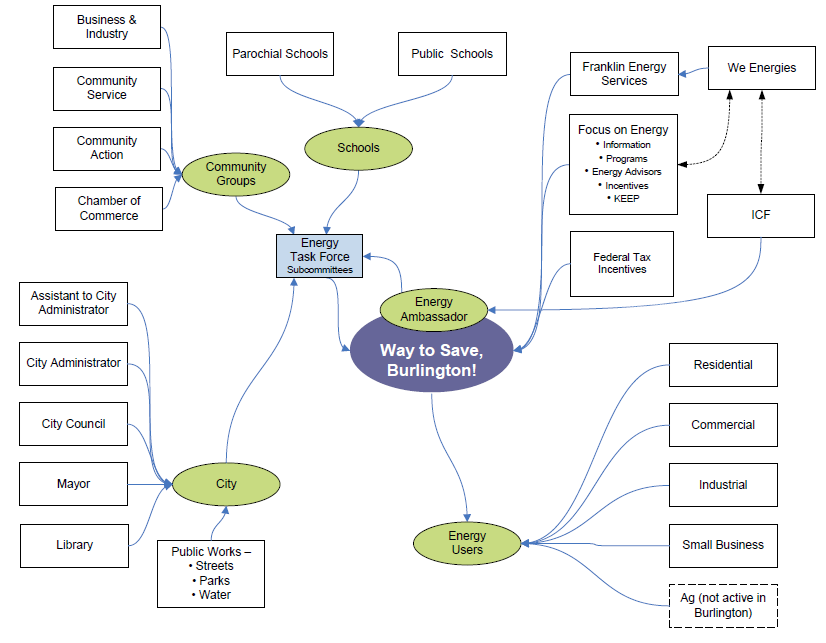 Business &
Industry
Community
Service
Community
Action
Chamber of
Commerce
Parochial Schools
Public Schools
Schools
Community
Groups
Franklin Energy
Services
We Energies
Focus on Energy
• Information
• Programs
• Energy Advisors
• Incentives
• KEEP
ICF
Federal Tax
Incentives
Energy
Task Force
Subcommittees
Energy
Ambassador
Way to Save,
Burlington!
Assistant to City
Administrator
City Administrator
City Council
Mayor
Library
City
Public Works –
• Streets
• Parks
• Water
Energy
Users
Residential
Commercial
Industrial
Small Business
Ag (not active in
Burlington)